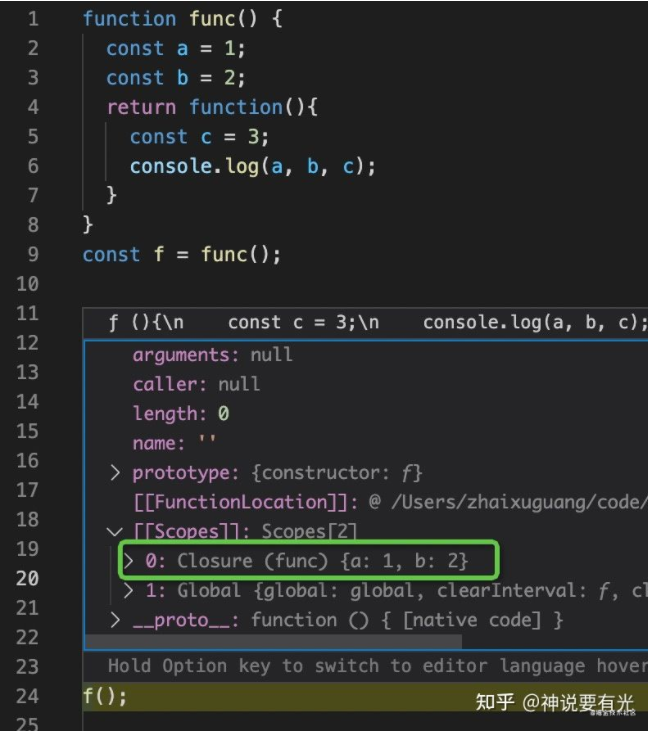 1 function func() {
2 const a = 1;
3 const b = 2;
4 return function(){
5 const c = 3;
6 console.log(a, b, c);
7 }
8 }
9 const f = func();
10
11 ƒ (){\n    const c = 3;\n    console.log(a, b, c);
12 arguments: null
13 caller: null
14 length: 0
15 name: ''
16 > prototype: {constructor: ƒ}
17 [[FunctionLocation]]: @ /Users/zhaixuguang/code/
18 [[Scopes]]: Scopes[2]
19 > 0: Closure (func) {a: 1, b: 2}
20 > 1: Global {global: global, clearInterval: ƒ, cl
21 > __proto__: function () { [native code] }
22
23 Hold Option key to switch to editor language hover
24 f();
25
知乎 @神说要有光